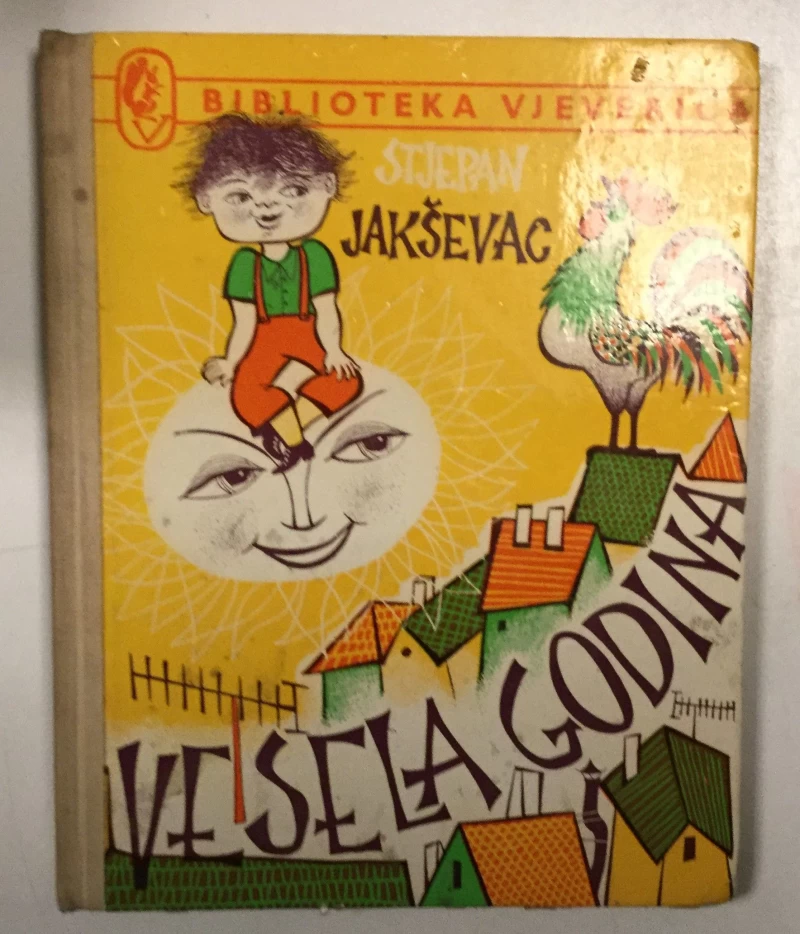 BIBLIOTEKA VJEVERICA
STJEPAN
JAKŠEVAC
VESELA GODINA
V